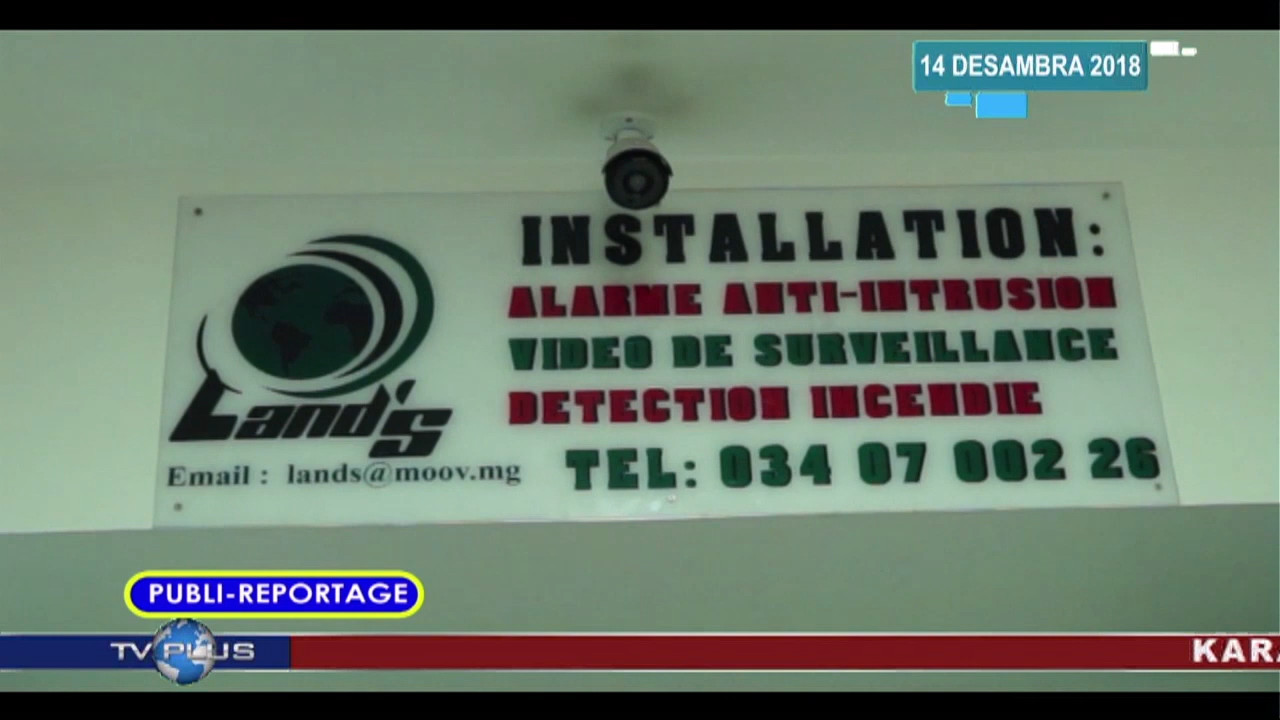 14 DESAMBRA 2018
INSTALLATION:
ALARME ANTI-INTRUSION
VIDEO DE SURVEILLANCE
DETECTION INCENDIE
TEL: 034 07 002 26
Land's
Email : lands@moov.mg
PUBLI-REPORTAGE
TV PLUS